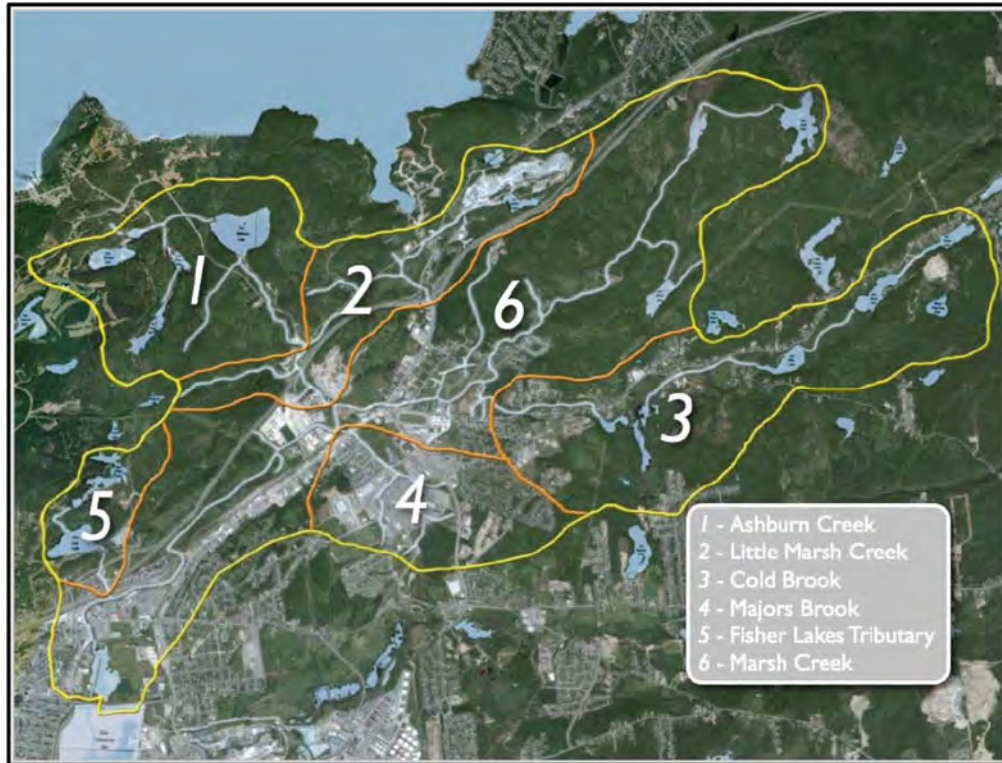 1
2
6
3
5
4
1 - Ashburn Creek
2 - Little Marsh Creek
3 - Cold Brook
4 - Majors Brook
5 - Fisher Lakes Tributary
6 - Marsh Creek